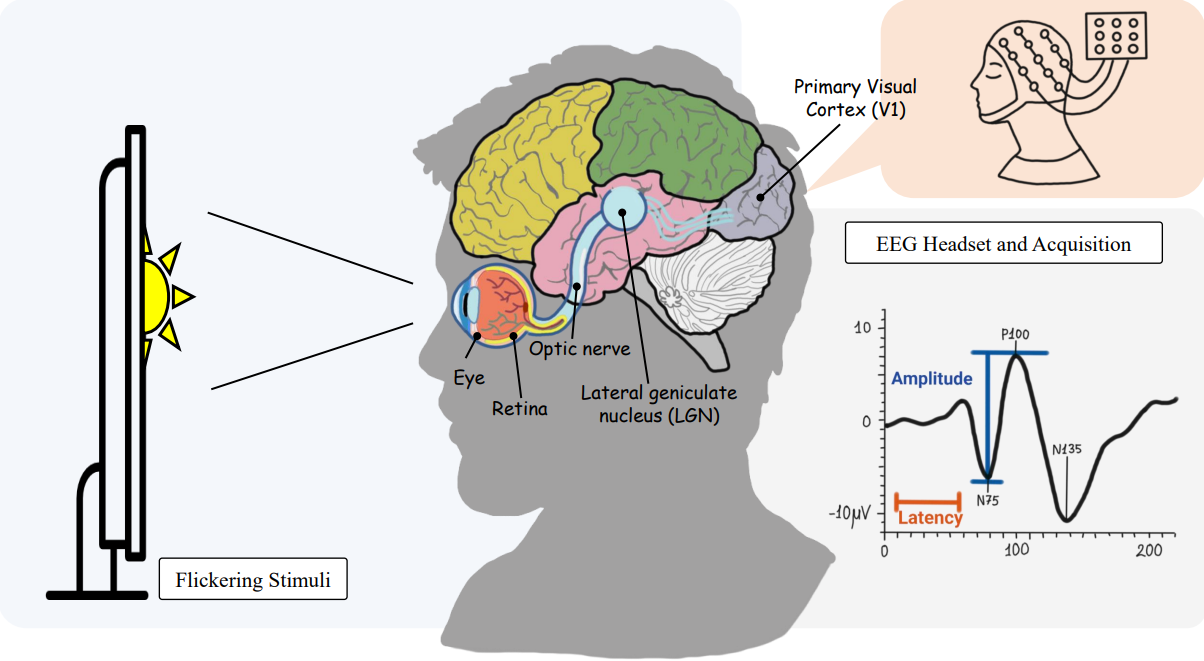 Primary Visual
Cortex (V1)
EEG Headset and Acquisition
Optic nerve
Eye
Retina
Lateral geniculate
nucleus (LGN)
Flickering Stimuli
10
P100
Amplitude
0
N135
N75
-10μV
Latency
0
100
200